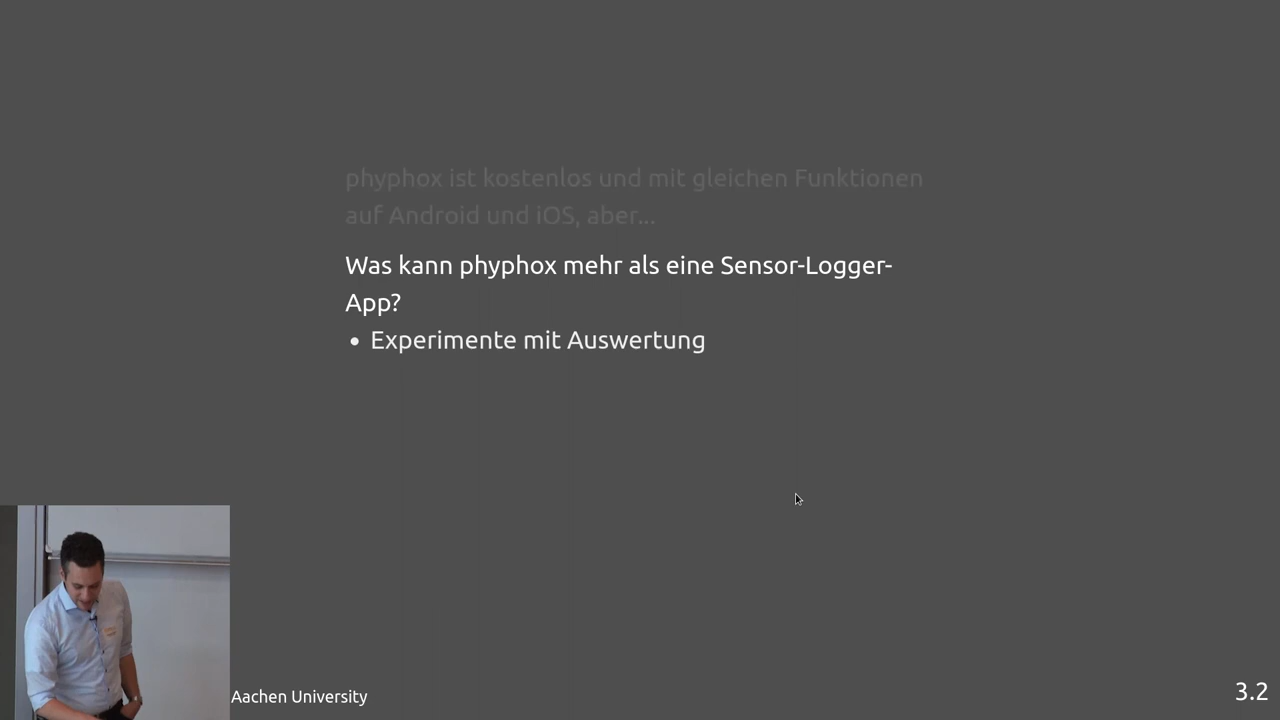 phyphox ist kostenlos und mit gleichen Funktionen
auf Android und iOS, aber...
Was kann phyphox mehr als eine Sensor-Logger-
App?
• Experimente mit Auswertung
Aachen University
3.2